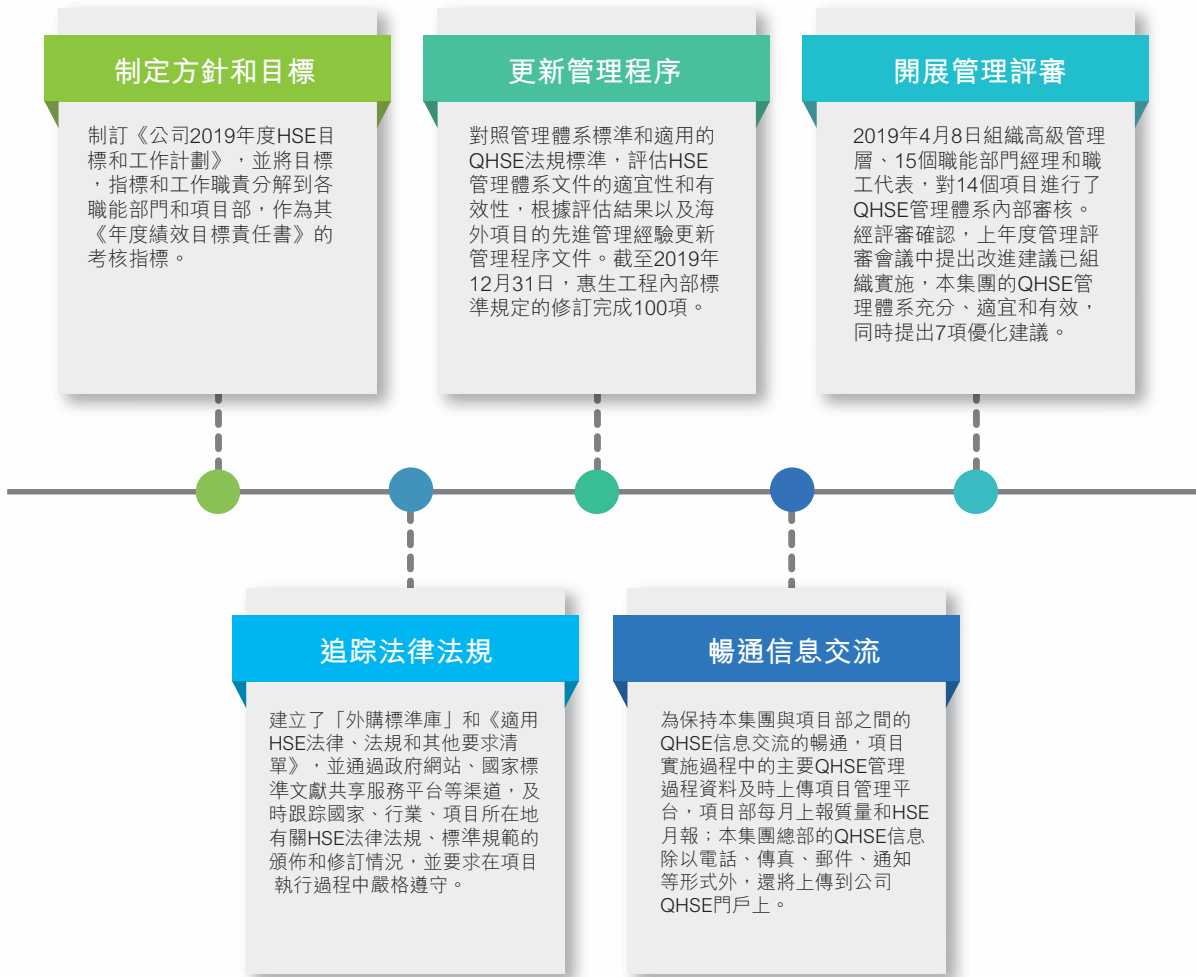 制定方針和目標
制訂《公司2019年度HSE目
標和工作計劃》，並將目標
，指標和工作職責分解到各
職能部門和項目部，作為其
《年度績效目標責任書》的
考核指標。
更新管理程序
對照管理體系標準和適用的
QHSE法規標準，評估HSE
管理體系文件的適宜性和有
效性，根據評估結果以及海
外項目的先進管理經驗更新
管理程序文件。截至2019年
12月31日，惠生工程內部標
準規定的修訂完成100項。
開展管理評審
2019年4月8日組織高級管理
層、15個職能部門經理和職
工代表，對14個項目進行了
QHSE管理體系內部審核。
經評審確認，上年度管理評
審會議中提出改進建議已組
織實施，本集團的QHSE管
理體系充分、適宜和有效，
同時提出7項優化建議。
追踪法律法規
建立了「外購標準庫」和《適用
HSE法律、法規和其他要求清
單》，並通過政府網站、國家標
準文獻共享服務平台等渠道，及
時跟踪國家、行業、項目所在地
有關HSE法律法規、標準規範的
頒佈和修訂情況，並要求在項目
執行過程中嚴格遵守。
暢通信息交流
為保持本集團與項目部之間的
QHSE信息交流的暢通，項目
實施過程中的主要QHSE管理
過程資料及時上傳項目管理平
台，項目部每月上報質量和HSE
月報；本集團總部的QHSE信息
除以電話、傳真、郵件、通知
等形式外，還將上傳到公司
QHSE門戶上。